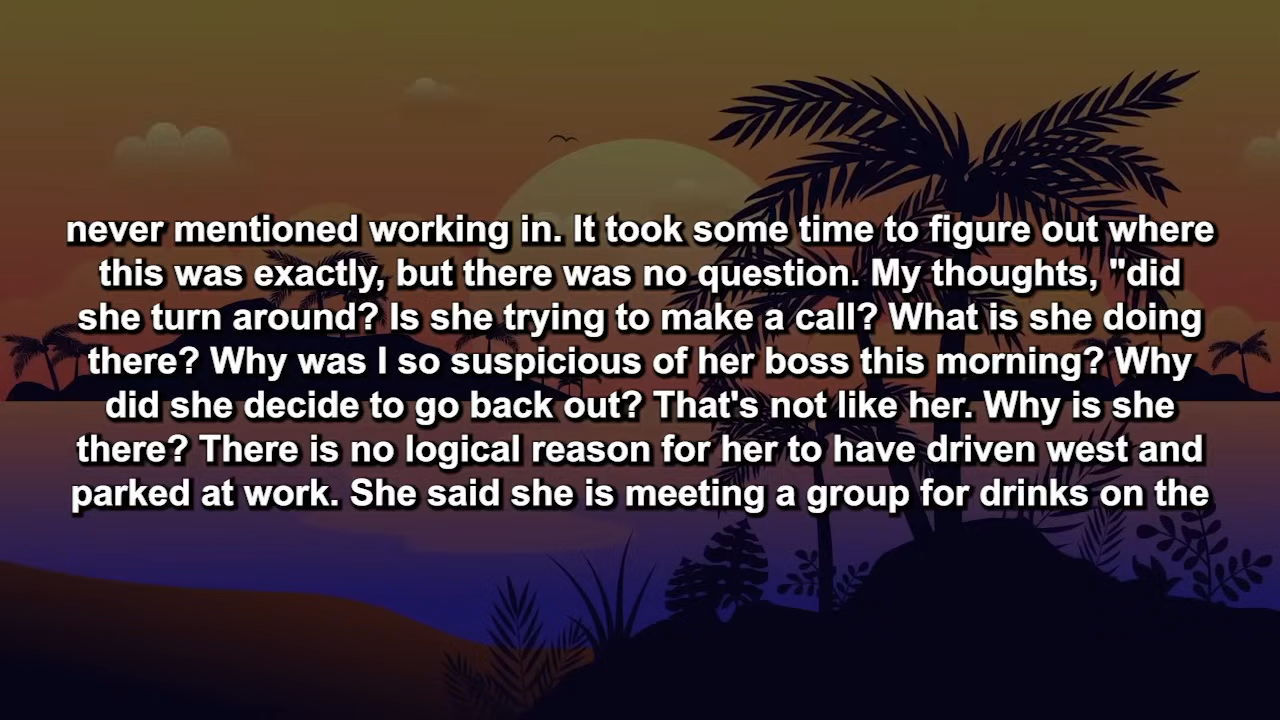 never mentioned working in. It took some time to figure out where
this was exactly, but there was no question. My thoughts, "did
she turn around? Is she trying to make a call? What is she doing
there? Why was I so suspicious of her boss this morning? Why
did she decide to go back out? That's not like her. Why is she
there? There is no logical reason for her to have driven west and
parked at work. She said she is meeting a group for drinks on the